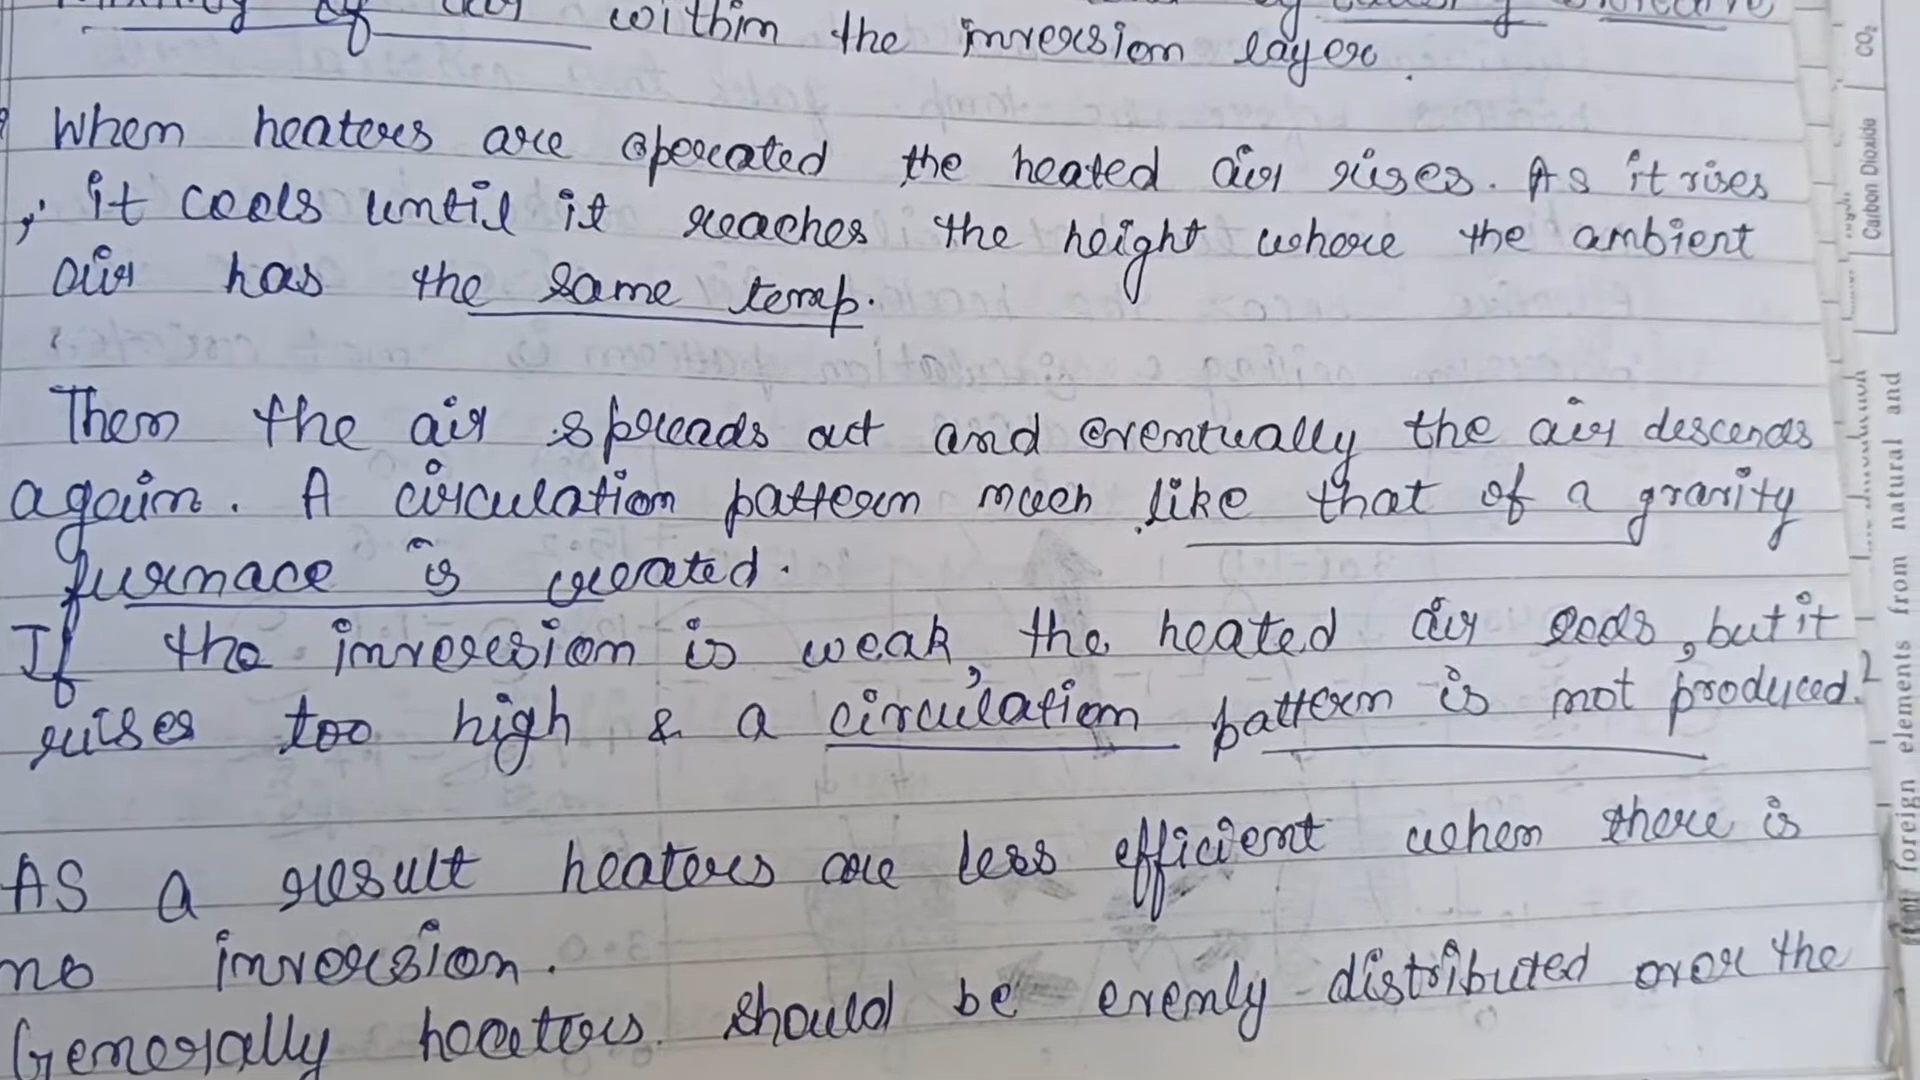 within the inversion layer.
When heaters are operated the heated air rises. As it rises
, it cools until it reaches the height where the ambient
air has the same temp.
Then the air spreads out and eventually the air descends
again. A circulation pattern much like that of a gravity
furnace is created.
If the inversion is weak, the heated air cools, but it
rises too high & a circulation pattern is not produced.
As a result heaters are less efficient when there is
no inversion.
Generally heaters should be evenly distributed over the
CO₂
Carbon Dioxide
foreign elements from natural and